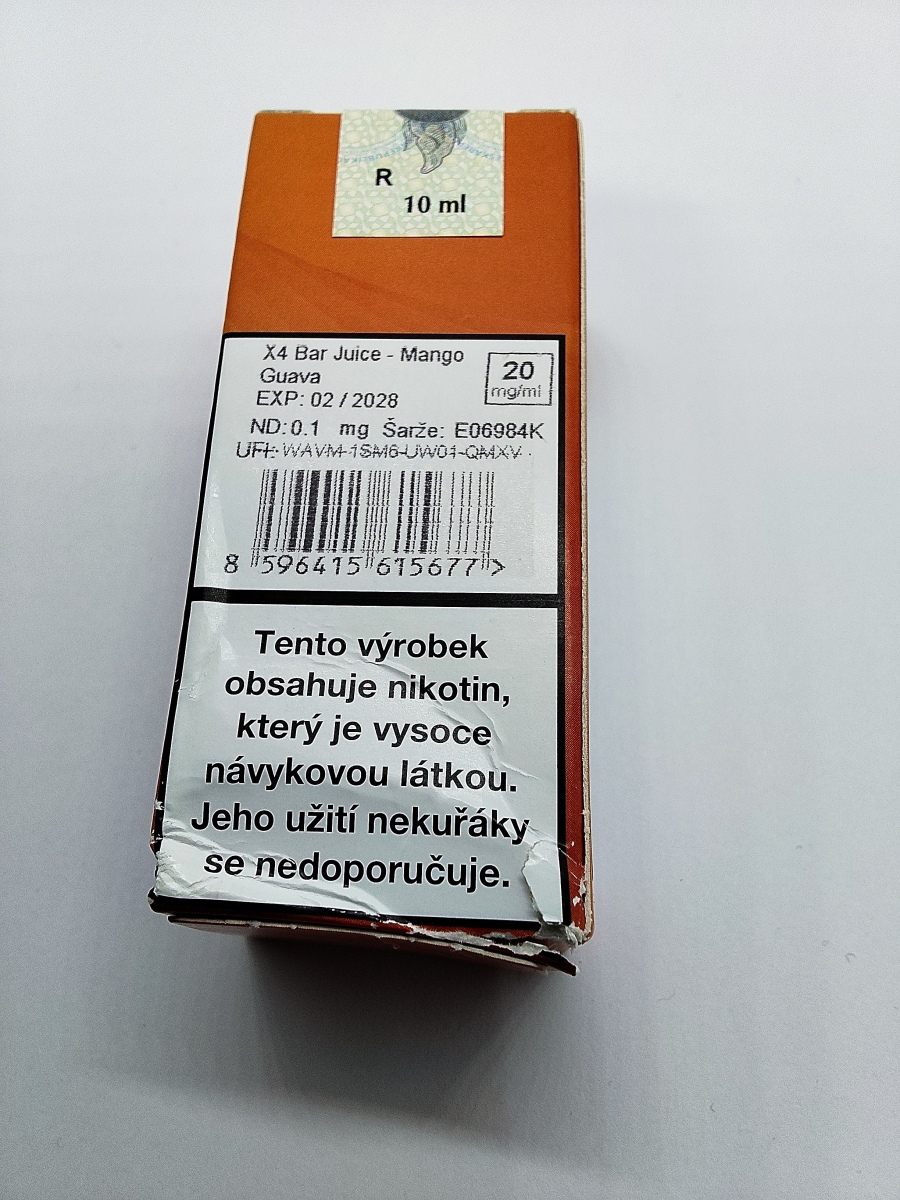 R
10 ml
X4 Bar Juice - Mango
Guava
20
mg/ml
EXP: 02 / 2028
ND: 0.1 mg Šarže: E06984K
UFI: WAVM-1SM6-UW01-QMXV
8 596415 615677 >
Tento výrobek
obsahuje nikotin,
který je vysoce
návykovou látkou.
Jeho užití nekuřáky
se nedoporučuje.